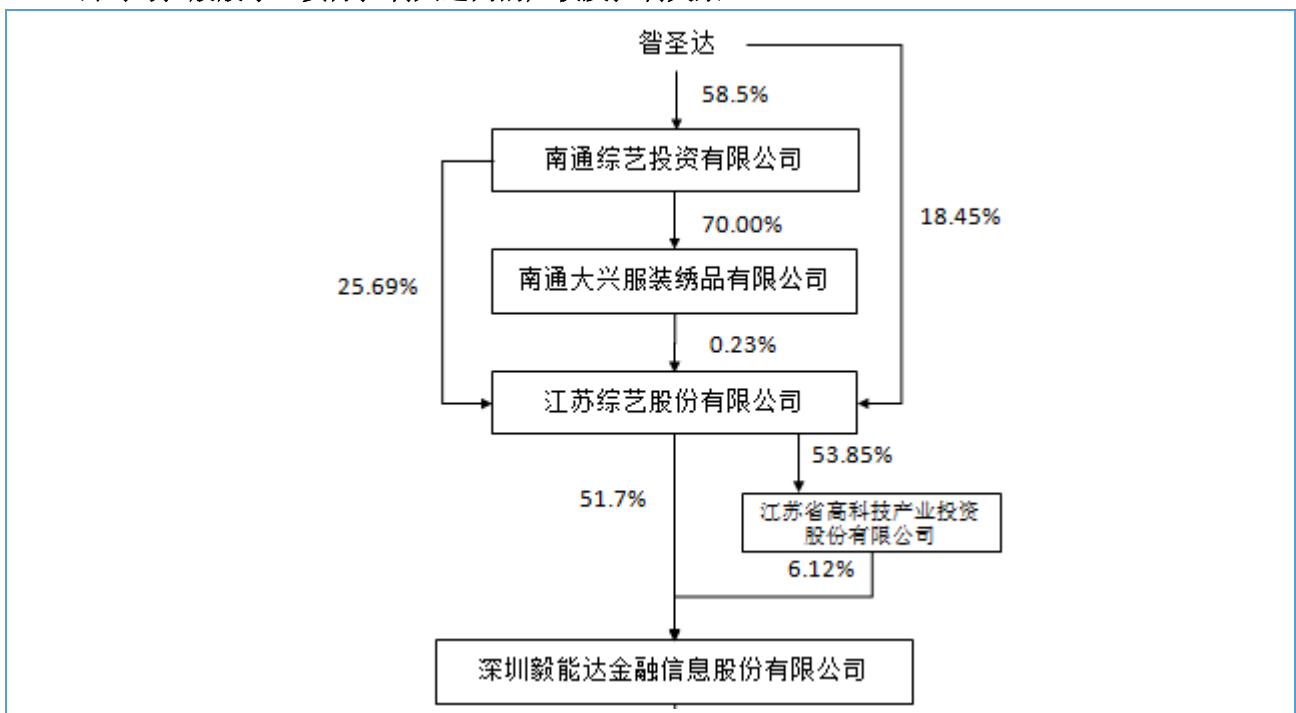 昝圣达
58.5%
南通综艺投资有限公司
18.45%
70.00%
25.69%
南通大兴服装绣品有限公司
0.23%
江苏综艺股份有限公司
53.85%
51.7%
江苏省高科技产业投资
股份有限公司
6.12%
深圳毅能达金融信息股份有限公司